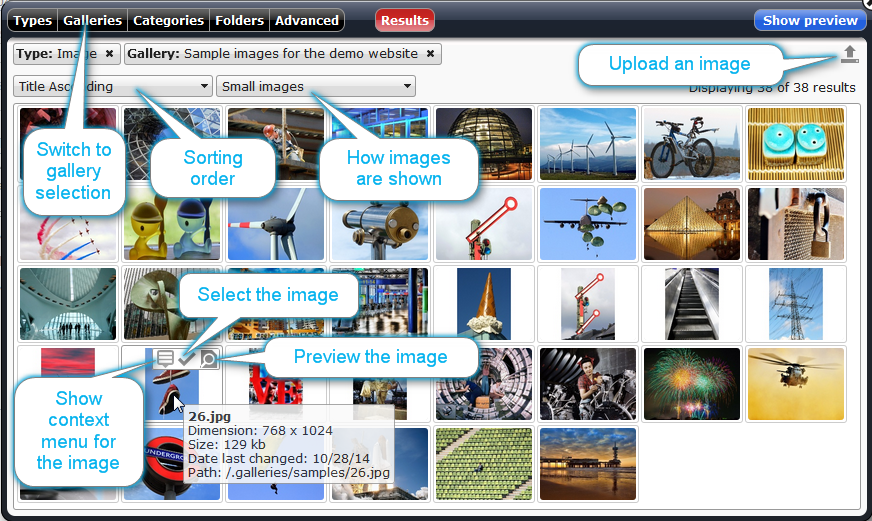 Types Galleries Categories Folders Advanced Results Show preview
Type: Image Gallery: Sample images for the demo website
Upload an image
Title Ascending Small images
Displaying 38 of 38 results
Switch to
gallery
selection
Sorting
order
How images
are shown
Select the image
Preview the image
Show
context
menu for
the image
26.jpg
Dimension: 768 x 1024
Size: 129 kb
Date last changed: 10/28/14
Path: /.galleries/samples/26.jpg
UNDERGRO